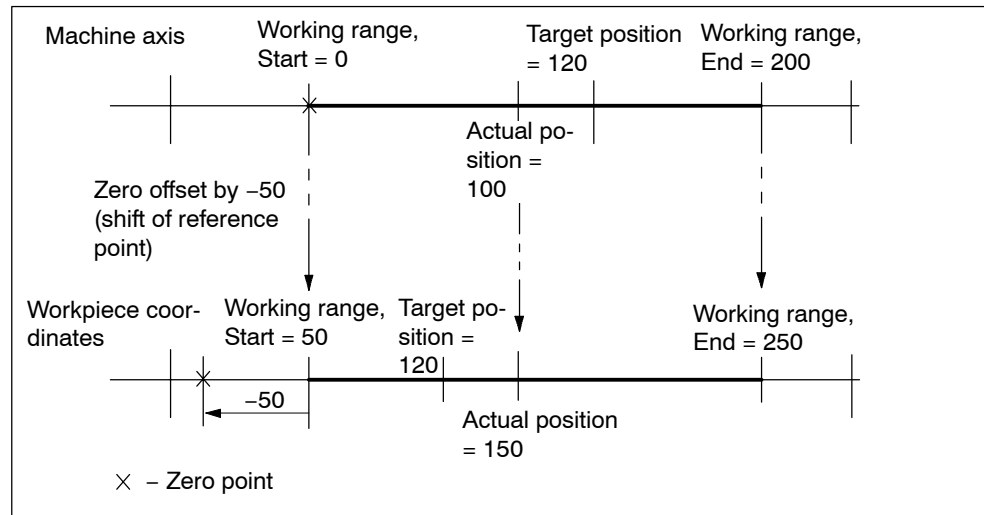 Machine axis
Working range,
Start = 0
Target position
= 120
Working range,
End = 200
Actual po-
sition =
100
Zero offset by –50
(shift of reference
point)
Workpiece coor-
dinates
Working range,
Start = 50
Target po-
sition =
120
Working range,
End = 250
–50
Actual position
= 150
× – Zero point